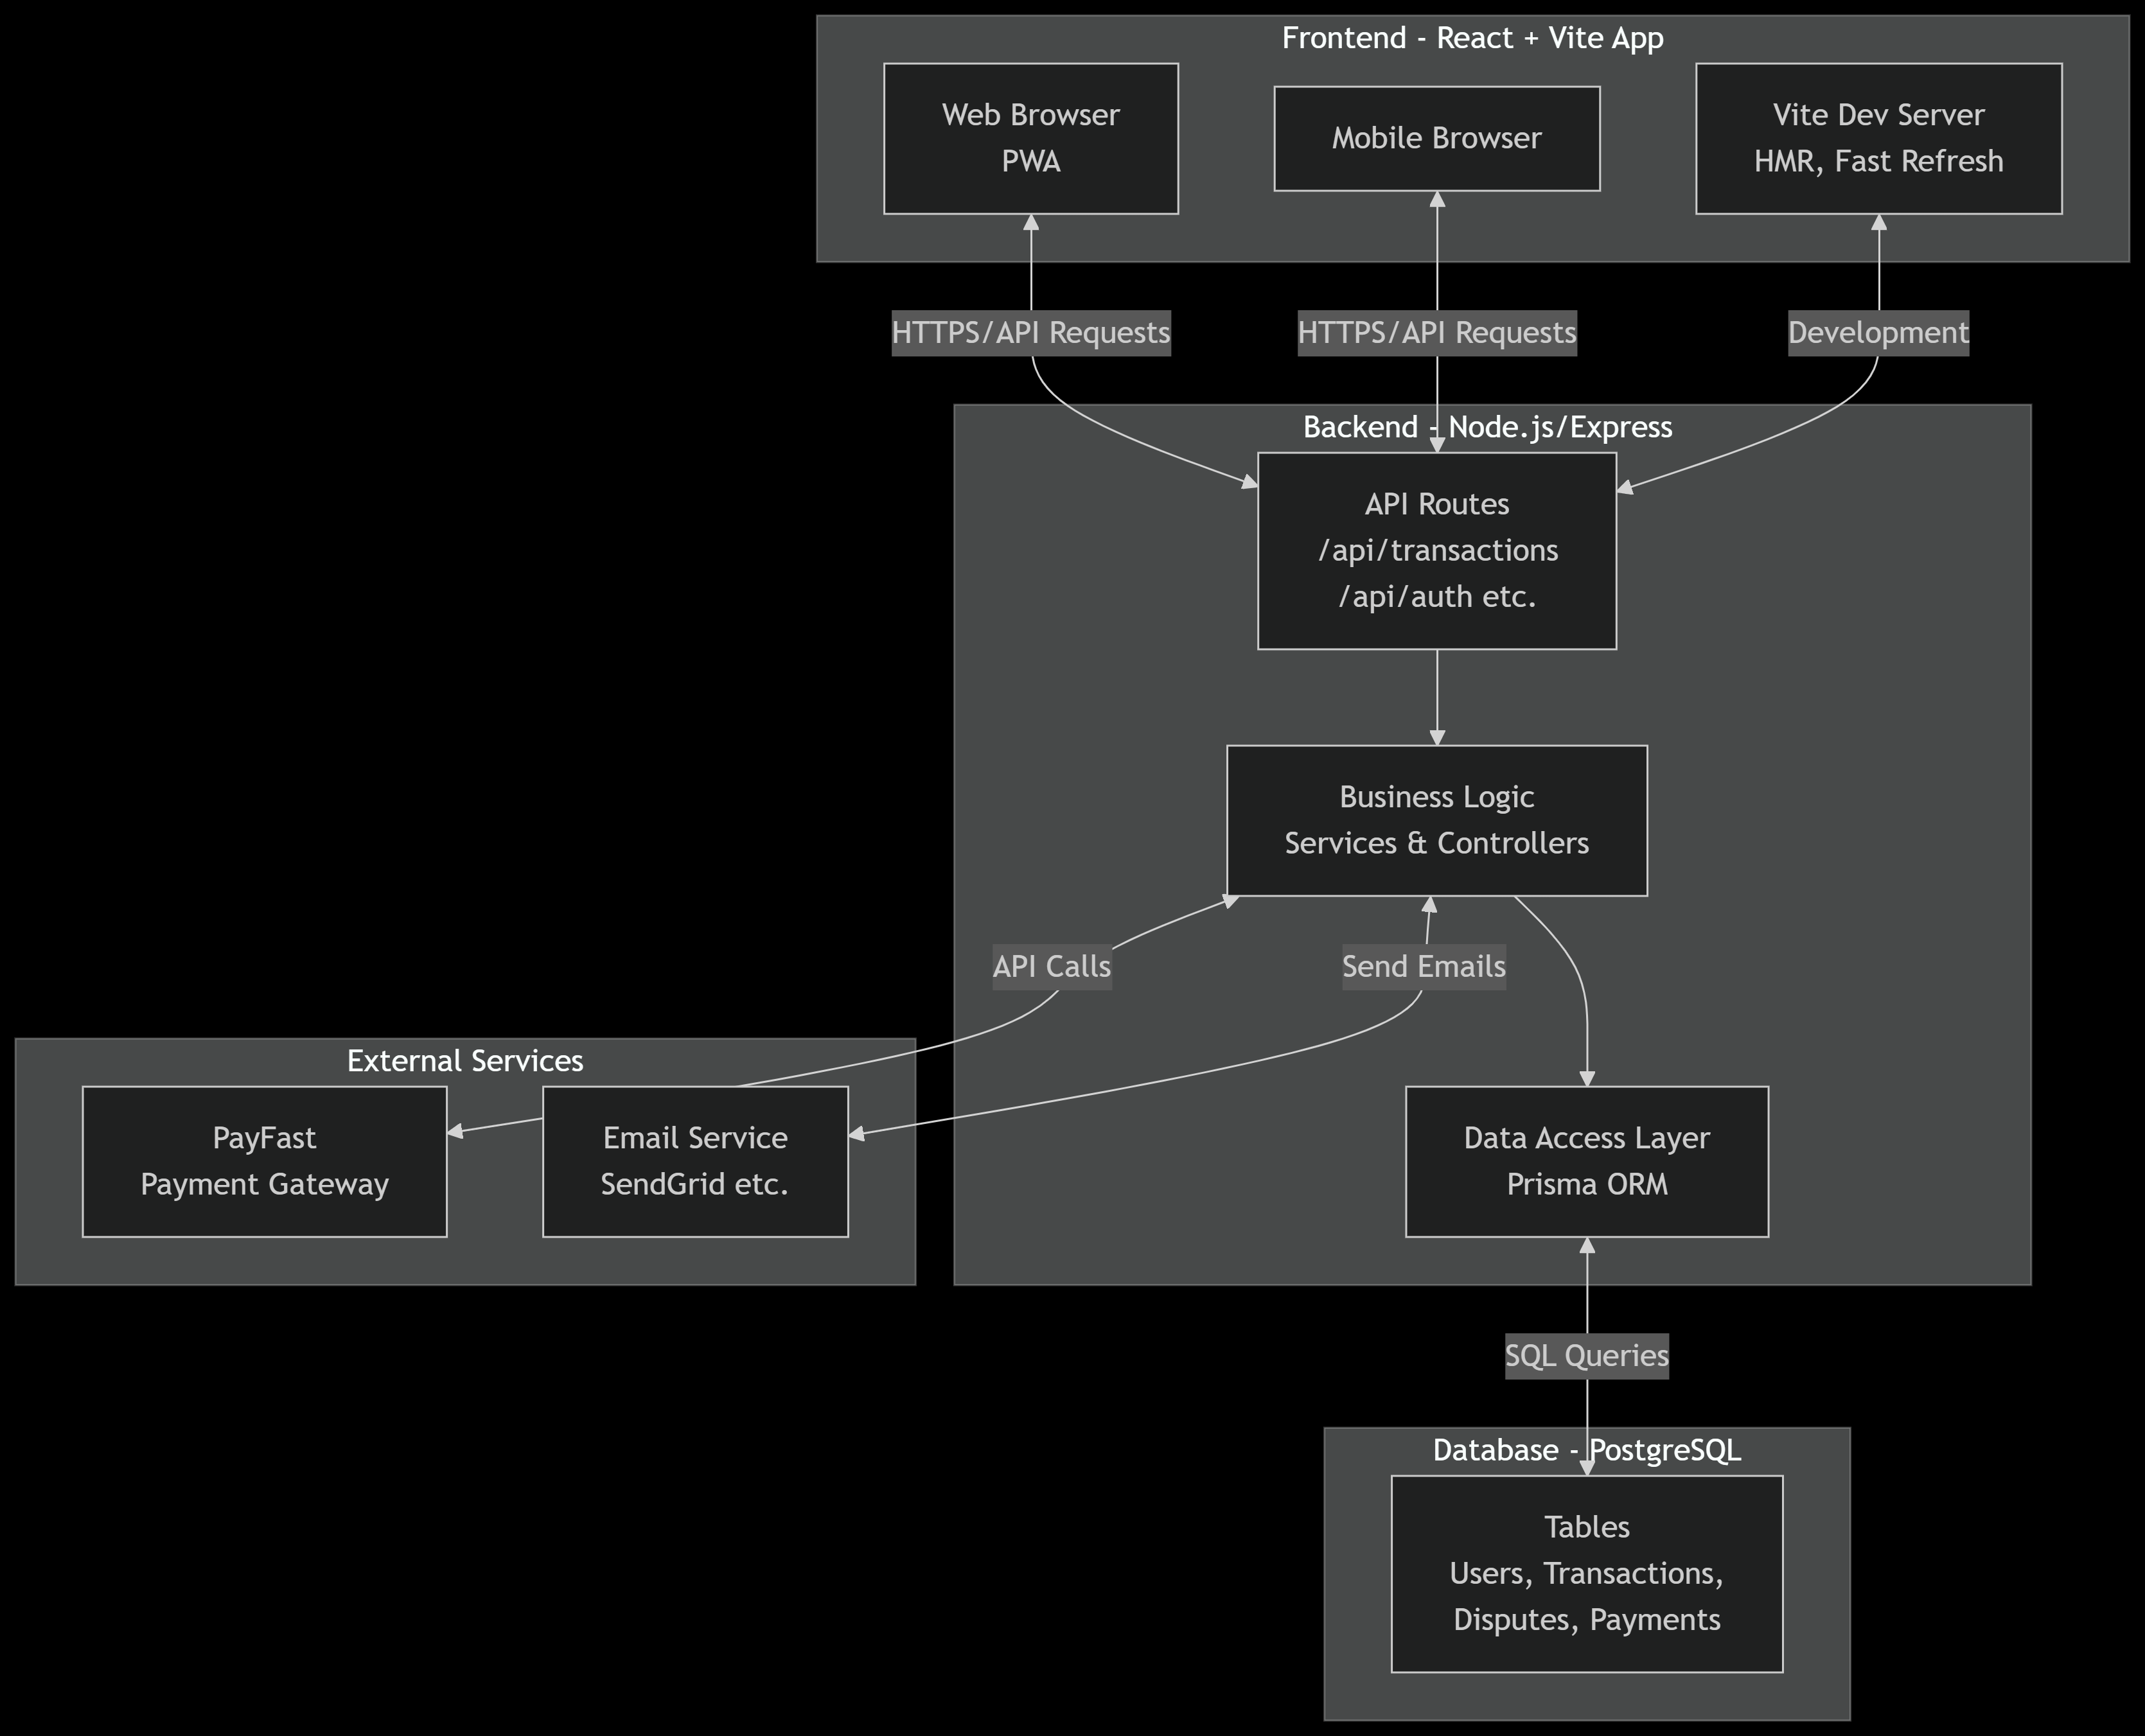 Frontend - React + Vite App
Web Browser
PWA
Mobile Browser
Vite Dev Server
HMR, Fast Refresh
HTTPS/API Requests
HTTPS/API Requests
Development
Backend - Node.js/Express
API Routes
/api/transactions
/api/auth etc.
Business Logic
Services & Controllers
API Calls
Send Emails
External Services
PayFast
Payment Gateway
Email Service
SendGrid etc.
Data Access Layer
Prisma ORM
SQL Queries
Database - PostgreSQL
Tables
Users, Transactions,
Disputes, Payments